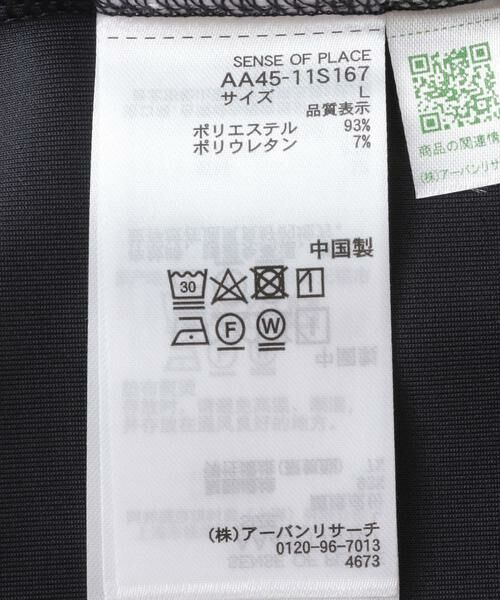 SENSE OF PLACE
AA45-11S167
サイズ L
品質表示
ポリエステル 93%
ポリウレタン 7%
中国製
30
F W
(株)アーバンリサーチ
0120-96-7013
4673
商品の関連情
(株)アーバンリサ